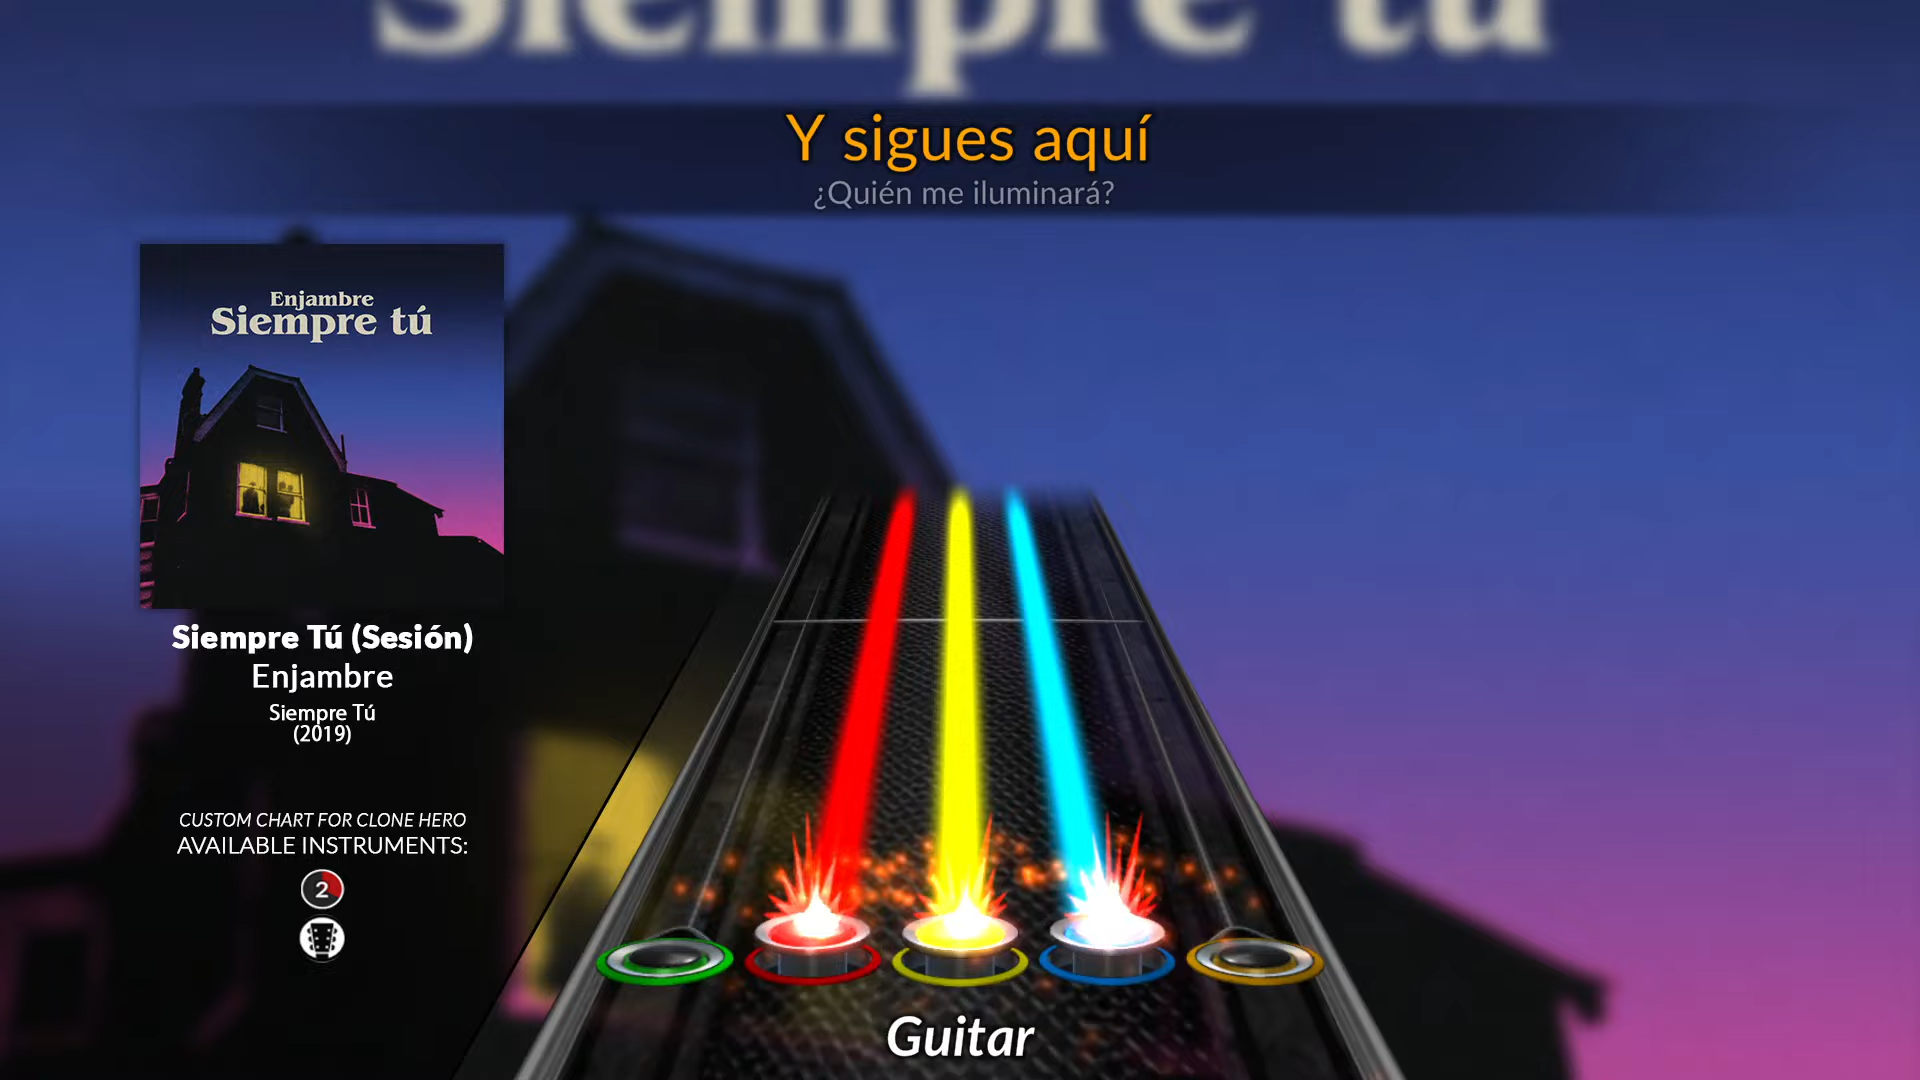 Siempre tú
Y sigues aquí
¿Quién me iluminará?
Enjambre
Siempre tú
Siempre Tú (Sesión)
Enjambre
Siempre Tú
(2019)
CUSTOM CHART FOR CLONE HERO
AVAILABLE INSTRUMENTS:
2
Guitar